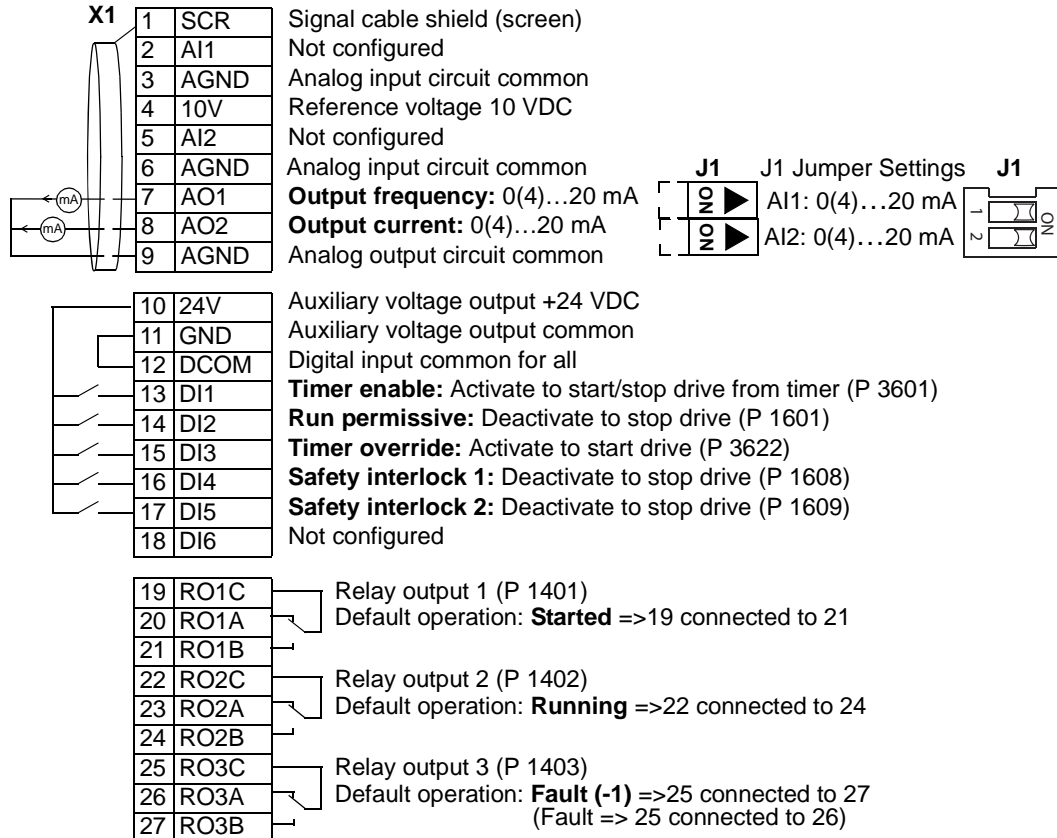 X1
1 SCR Signal cable shield (screen)
2 AI1 Not configured
3 AGND Analog input circuit common
4 10V Reference voltage 10 VDC
5 AI2 Not configured
6 AGND Analog input circuit common
7 AO1 Output frequency: 0(4)…20 mA
8 AO2 Output current: 0(4)…20 mA
9 AGND Analog output circuit common
mA
mA
J1 J1 Jumper Settings J1
ON AI1: 0(4)…20 mA
ON AI2: 0(4)…20 mA
1
2
ON
10 24V Auxiliary voltage output +24 VDC
11 GND Auxiliary voltage output common
12 DCOM Digital input common for all
13 DI1 Timer enable: Activate to start/stop drive from timer (P 3601)
14 DI2 Run permissive: Deactivate to stop drive (P 1601)
15 DI3 Timer override: Activate to start drive (P 3622)
16 DI4 Safety interlock 1: Deactivate to stop drive (P 1608)
17 DI5 Safety interlock 2: Deactivate to stop drive (P 1609)
18 DI6 Not configured
19 RO1C Relay output 1 (P 1401)
20 RO1A Default operation: Started =>19 connected to 21
21 RO1B
22 RO2C Relay output 2 (P 1402)
23 RO2A Default operation: Running =>22 connected to 24
24 RO2B
25 RO3C Relay output 3 (P 1403)
26 RO3A Default operation: Fault (-1) =>25 connected to 27
27 RO3B (Fault => 25 connected to 26)